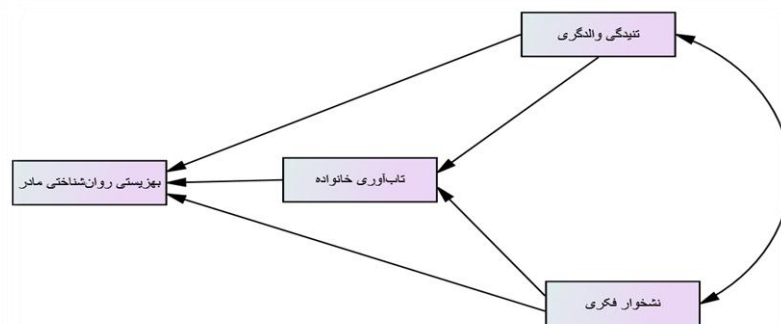 تنیدگی والدگری
تاب‌آوری خانواده
بهزیستی روان‌شناختی مادر
نشخوار فکری